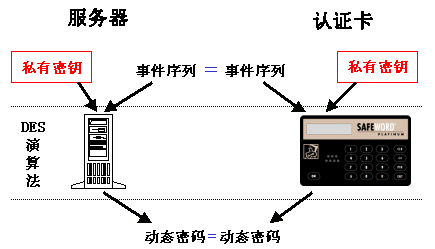 服务器
认证卡
私有密钥
事件序列 = 事件序列
私有密钥
DES
演
算
法
SAFEWORD
PLATINUM
动态密码=动态密码